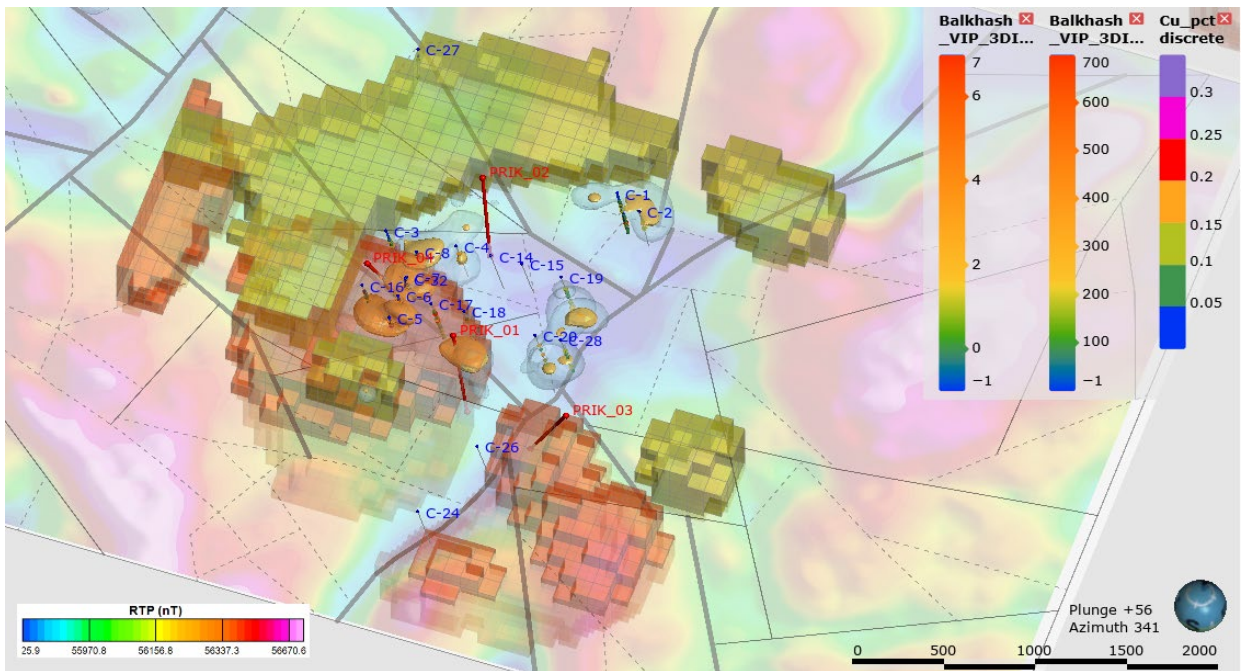 Balkhash
_VIP_3DI...
7
6
4
2
0
−1
Balkhash
_VIP_3DI...
700
600
500
400
300
200
100
−1
Cu_pct
discrete
0.3
0.25
0.2
0.15
0.1
0.05
C-27
PRIK_02
C-1
C-2
C-3
C-8
C-4
C-14
C-15
PRIK_04
C-19
C-16
C-7
C-6
C-17
C-18
C-5
PRIK_01
C-20
C-28
PRIK_03
C-26
C-24
RTP (nT)
25.9 55970.8 56156.8 56337.3 56670.6
Plunge +56
Azimuth 341
0 500 1000 1500 2000